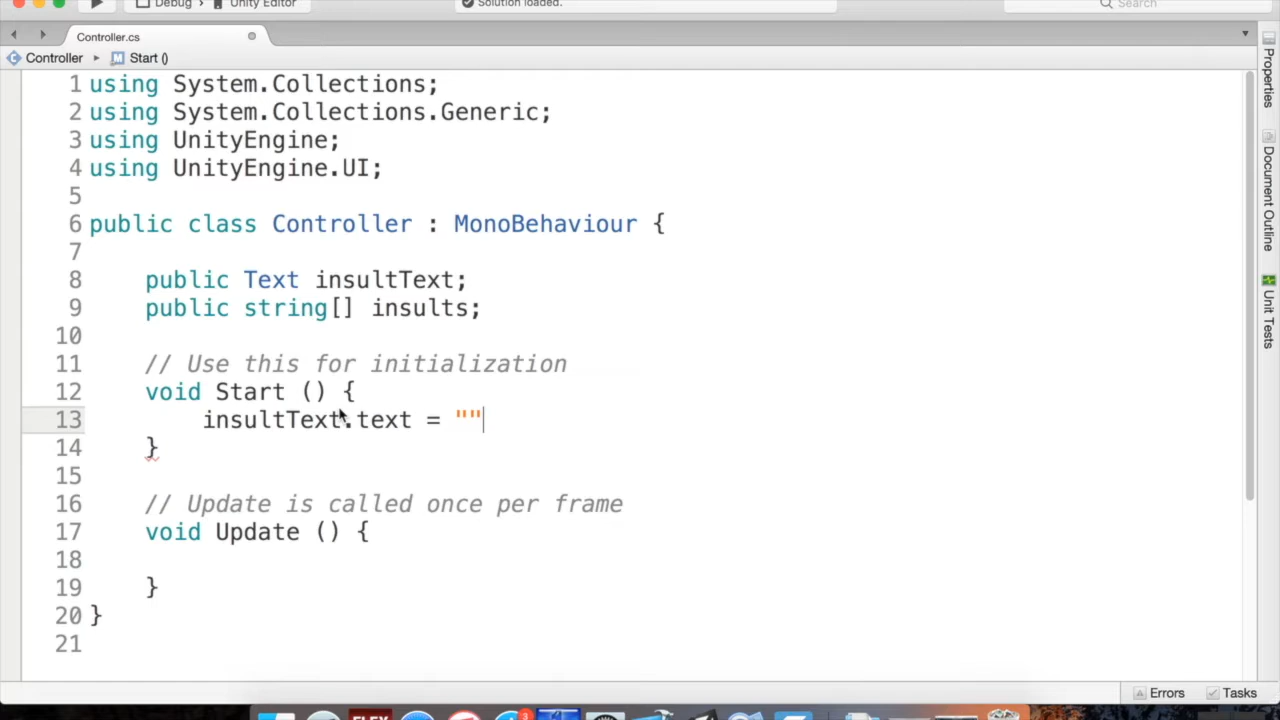 Debug
Unity Editor
Solution loaded.
Search
Controller.cs
Controller
Start ()
1 using System.Collections;
2 using System.Collections.Generic;
3 using UnityEngine;
4 using UnityEngine.UI;
5
6 public class Controller : MonoBehaviour {
7
8 public Text insultText;
9 public string[] insults;
10
11 // Use this for initialization
12 void Start () {
13 insultText.text = ""
14 }
15
16 // Update is called once per frame
17 void Update () {
18
19 }
20 }
21
Properties
Document Outline
Unit Tests
Errors
Tasks
FLEX
3